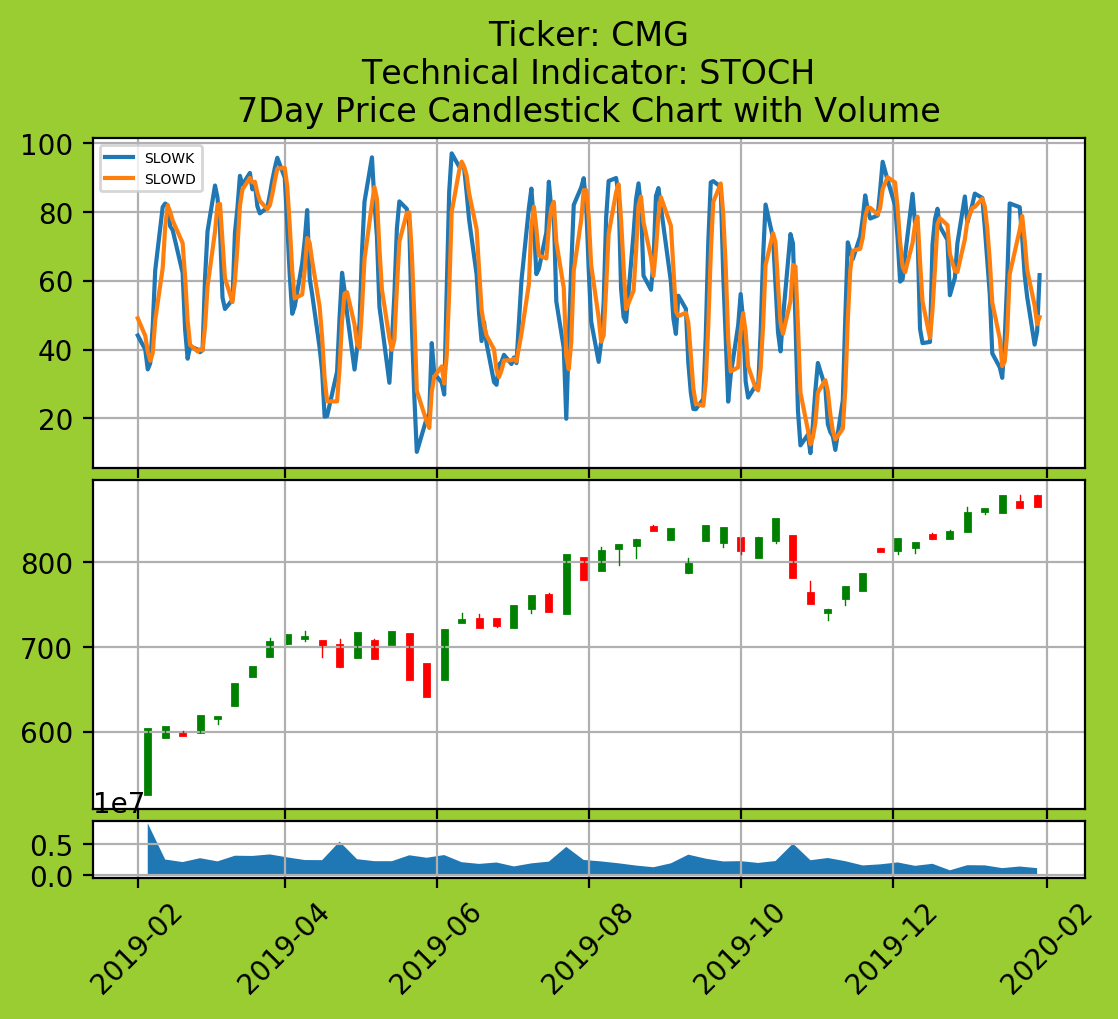 Ticker: CMG
Technical Indicator: STOCH
7Day Price Candlestick Chart with Volume
100
80
60
40
20
SLOWK
SLOWD
800
700
600
1e7
0.5
0.0
2019-02
2019-04
2019-06
2019-08
2019-10
2019-12
2020-02